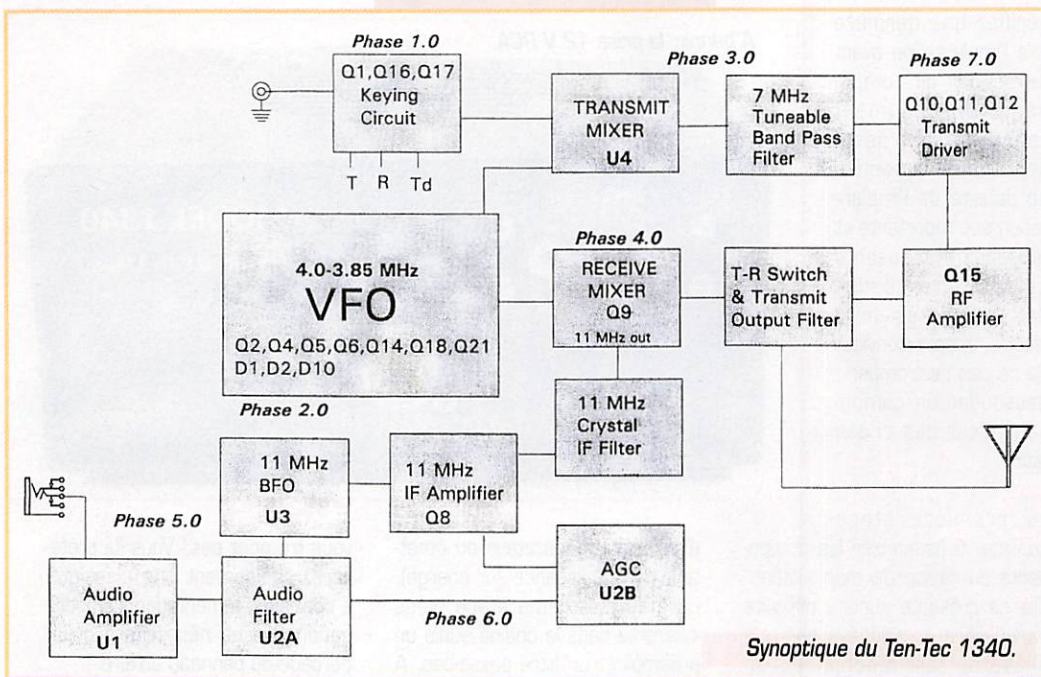 Phase 1.0
Q1,Q16,Q17
Keying
Circuit
T R Td
Phase 3.0
TRANSMIT
MIXER
U4
7 MHz
Tuneable
Band Pass
Filter
Phase 7.0
Q10,Q11,Q12
Transmit
Driver
4.0-3.85 MHz
VFO
Q2,Q4,Q5,Q6,Q14,Q18,Q21
D1,D2,D10
Phase 2.0
Phase 4.0
RECEIVE
MIXER
Q9
11 MHz out
T-R Switch
& Transmit
Output Filter
Q15
RF
Amplifier
11 MHz
Crystal
IF Filter
11 MHz
BFO
U3
11 MHz
IF Amplifier
Q8
Phase 5.0
Audio
Amplifier
U1
Audio
Filter
U2A
Phase 6.0
AGC
U2B
Synoptique du Ten-Tec 1340.